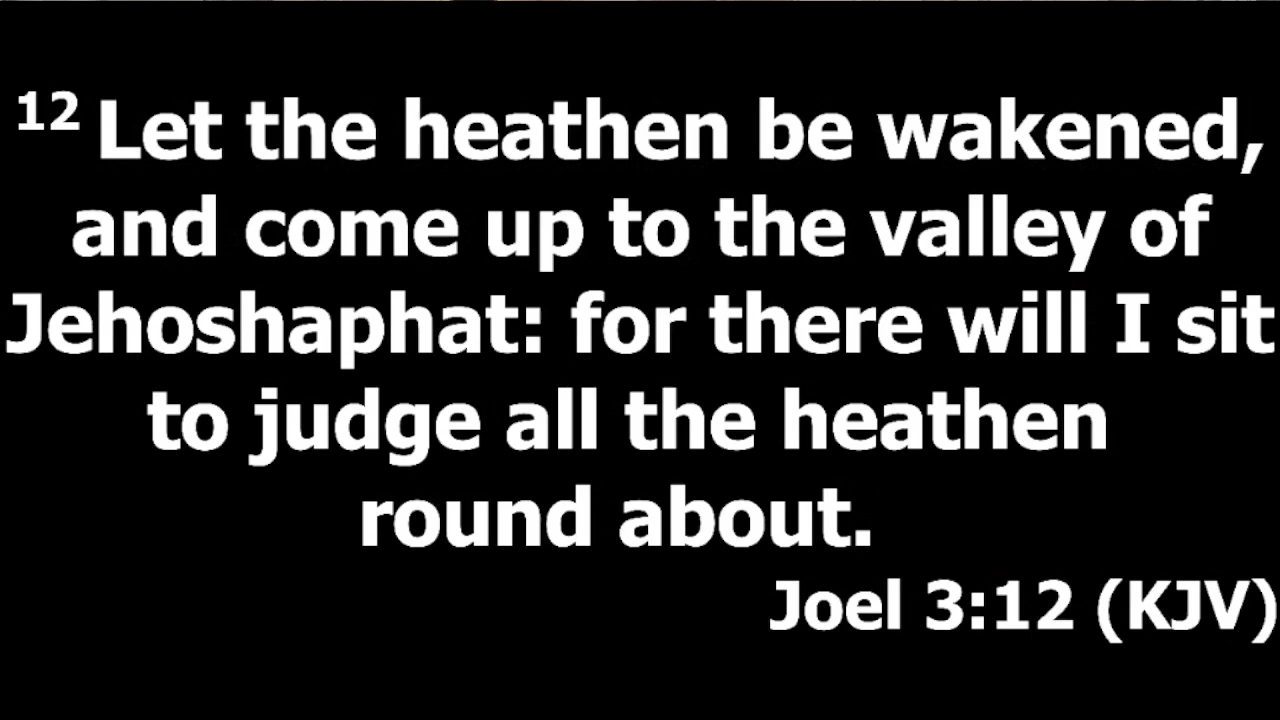 12 Let the heathen be wakened,
and come up to the valley of
Jehoshaphat: for there will I sit
to judge all the heathen
round about.
Joel 3:12 (KJV)